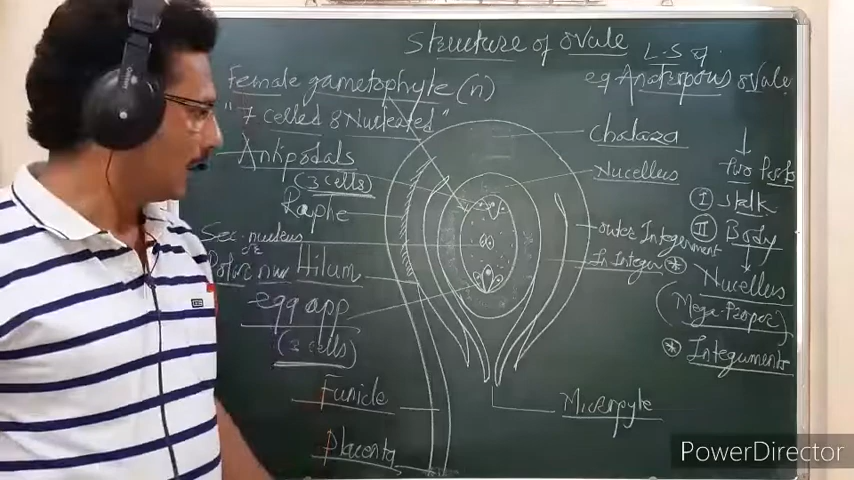 Structure of ovule
L-S of
eg Anatropous ovule
Female gametophyte (n)
"7 celled 8 Nucleated"
Antipodals
(3 cells)
Raphe
Sec. nucleus
or
Polar nu
Hilum
egg app
(3 cells)
Funicle
Placenta
Chalaza
Nucellus
outer Integument
In Integu
Micropyle
Two Parts
I Stalk
II Body
* Nucellus
(Mega-
* Integuments
PowerDirector